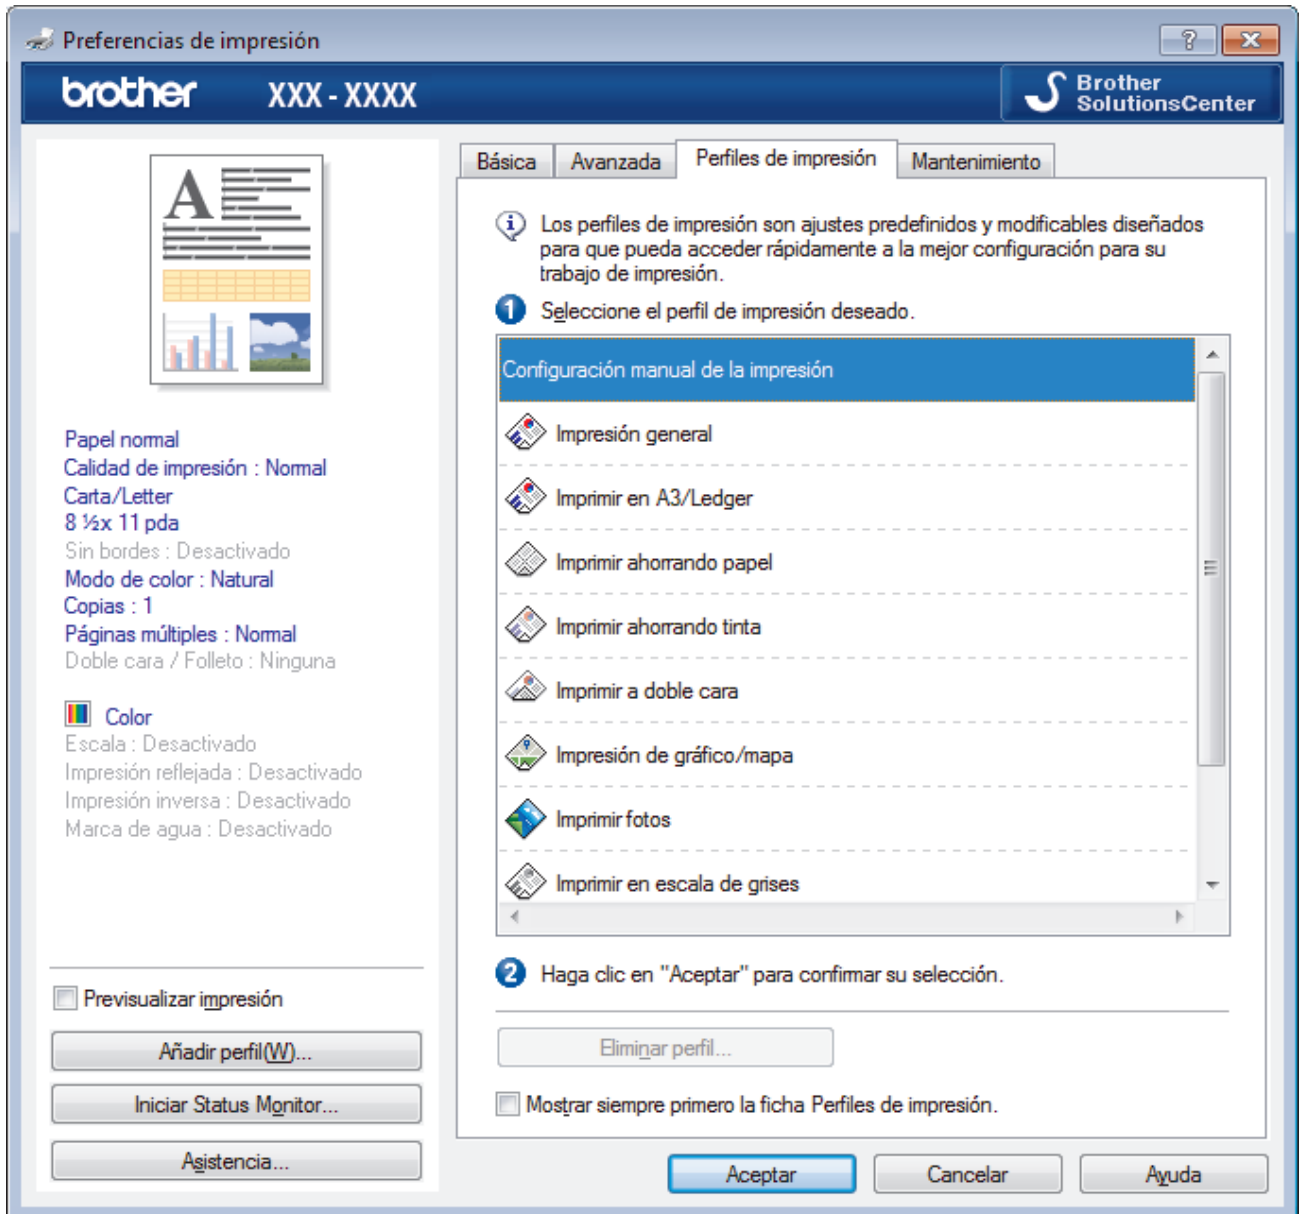 Preferencias de impresión
brother XXX - XXXX
Brother
SolutionsCenter
A
Papel normal
Calidad de impresión : Normal
Carta/Letter
8 ½x 11 pda
Sin bordes : Desactivado
Modo de color : Natural
Copias : 1
Páginas múltiples : Normal
Doble cara / Folleto : Ninguna
Color
Escala : Desactivado
Impresión reflejada : Desactivado
Impresión inversa : Desactivado
Marca de agua : Desactivado
Previsualizar impresión
Añadir perfil(W)...
Iniciar Status Monitor...
Asistencia...
Básica Avanzada Perfiles de impresión Mantenimiento
Los perfiles de impresión son ajustes predefinidos y modificables diseñados
para que pueda acceder rápidamente a la mejor configuración para su
trabajo de impresión.
1 Seleccione el perfil de impresión deseado.
Configuración manual de la impresión
Impresión general
Imprimir en A3/Ledger
Imprimir ahorrando papel
Imprimir ahorrando tinta
Imprimir a doble cara
Impresión de gráfico/mapa
Imprimir fotos
Imprimir en escala de grises
2 Haga clic en "Aceptar" para confirmar su selección.
Eliminar perfil...
Mostrar siempre primero la ficha Perfiles de impresión.
Aceptar Cancelar Ayuda